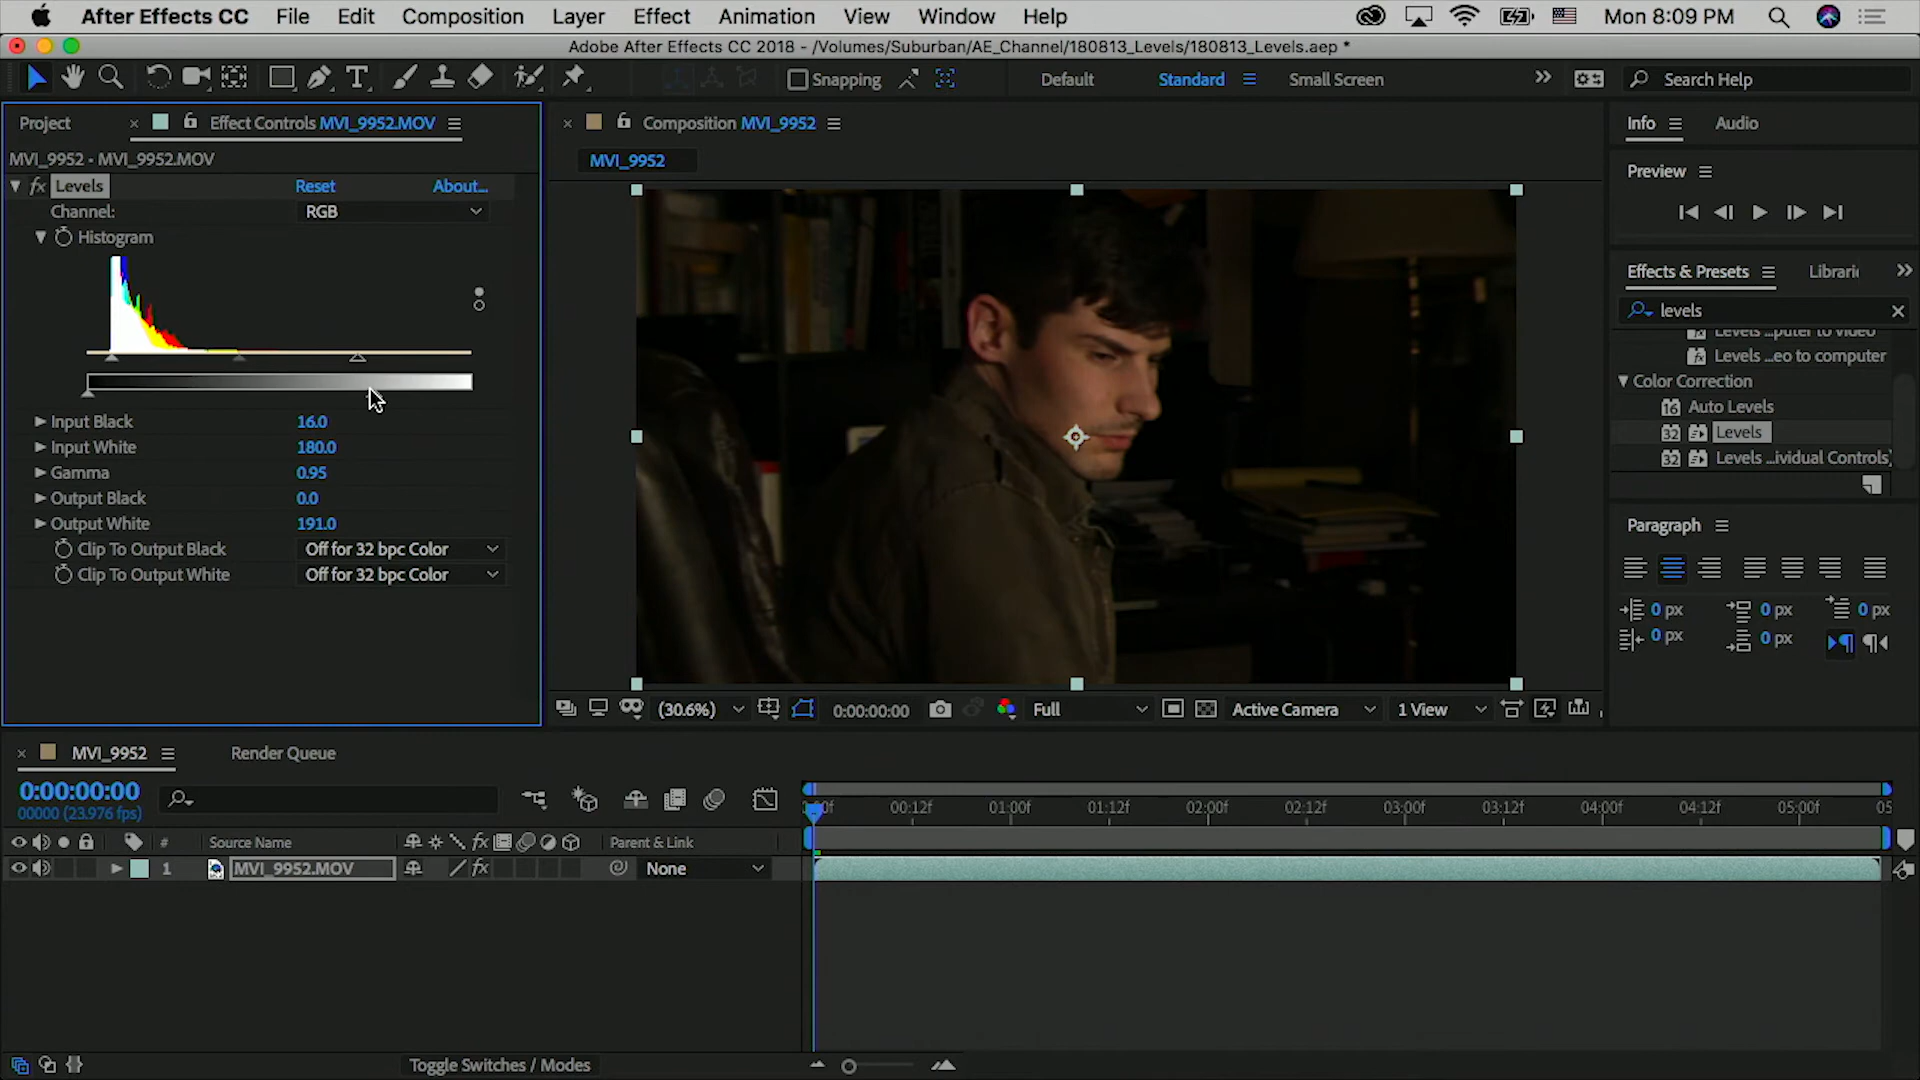 After Effects CC File Edit Composition Layer Effect Animation View Window Help Mon 8:09 PM
Adobe After Effects CC 2018 - /Volumes/Suburban/AE_Channel/180813_Levels/180813_Levels.aep *
Snapping Default Standard Small Screen Search Help
Project Effect Controls MVI_9952.MOV
MVI_9952 - MVI_9952.MOV
Levels Reset About...
Channel: RGB
Histogram
Input Black 16.0
Input White 180.0
Gamma 0.95
Output Black 0.0
Output White 191.0
Clip To Output Black Off for 32 bpc Color
Clip To Output White Off for 32 bpc Color
Composition MVI_9952
MVI_9952
(30.6%) 0:00:00:00 Full Active Camera 1 View
Info Audio
Preview
Effects & Presets Librari
levels
Levels ...puter to video
Levels ...eo to computer
Color Correction
16 Auto Levels
32 Levels
32 Levels ...ividual Controls)
Paragraph
0 px 0 px 0 px
0 px 0 px
MVI_9952 Render Queue
0:00:00:00
00000 (23.976 fps)
00f 00:12f 01:00f 01:12f 02:00f 02:12f 03:00f 03:12f 04:00f 04:12f 05:00f 05
# Source Name Parent & Link
1 MVI_9952.MOV None
Toggle Switches / Modes